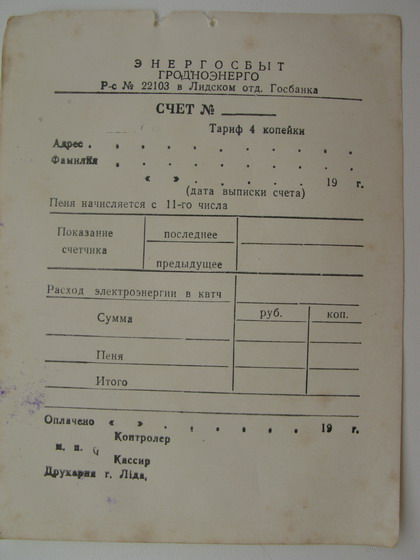 ЭНЕРГОСБЫТ
ГРОДНОЭНЕРГО
Р-с № 22103 в Лидском отд. Госбанка
СЧЕТ № ______
Тариф 4 копейки
Адрес . . . . . . . . . .
Фамилия . . . . . . . . .
« » . . . . . 19 г.
(дата выписки счета)
Пеня начисляется с 11-го числа
Показание счетчика
последнее
предыдущее
Расход электроэнергии в квтч
руб. коп.
Сумма
Пеня
Итого
Оплачено « » . . . . . 19 г.
Контролер
м. п.
Кассир
Друкарня г. Ліда,